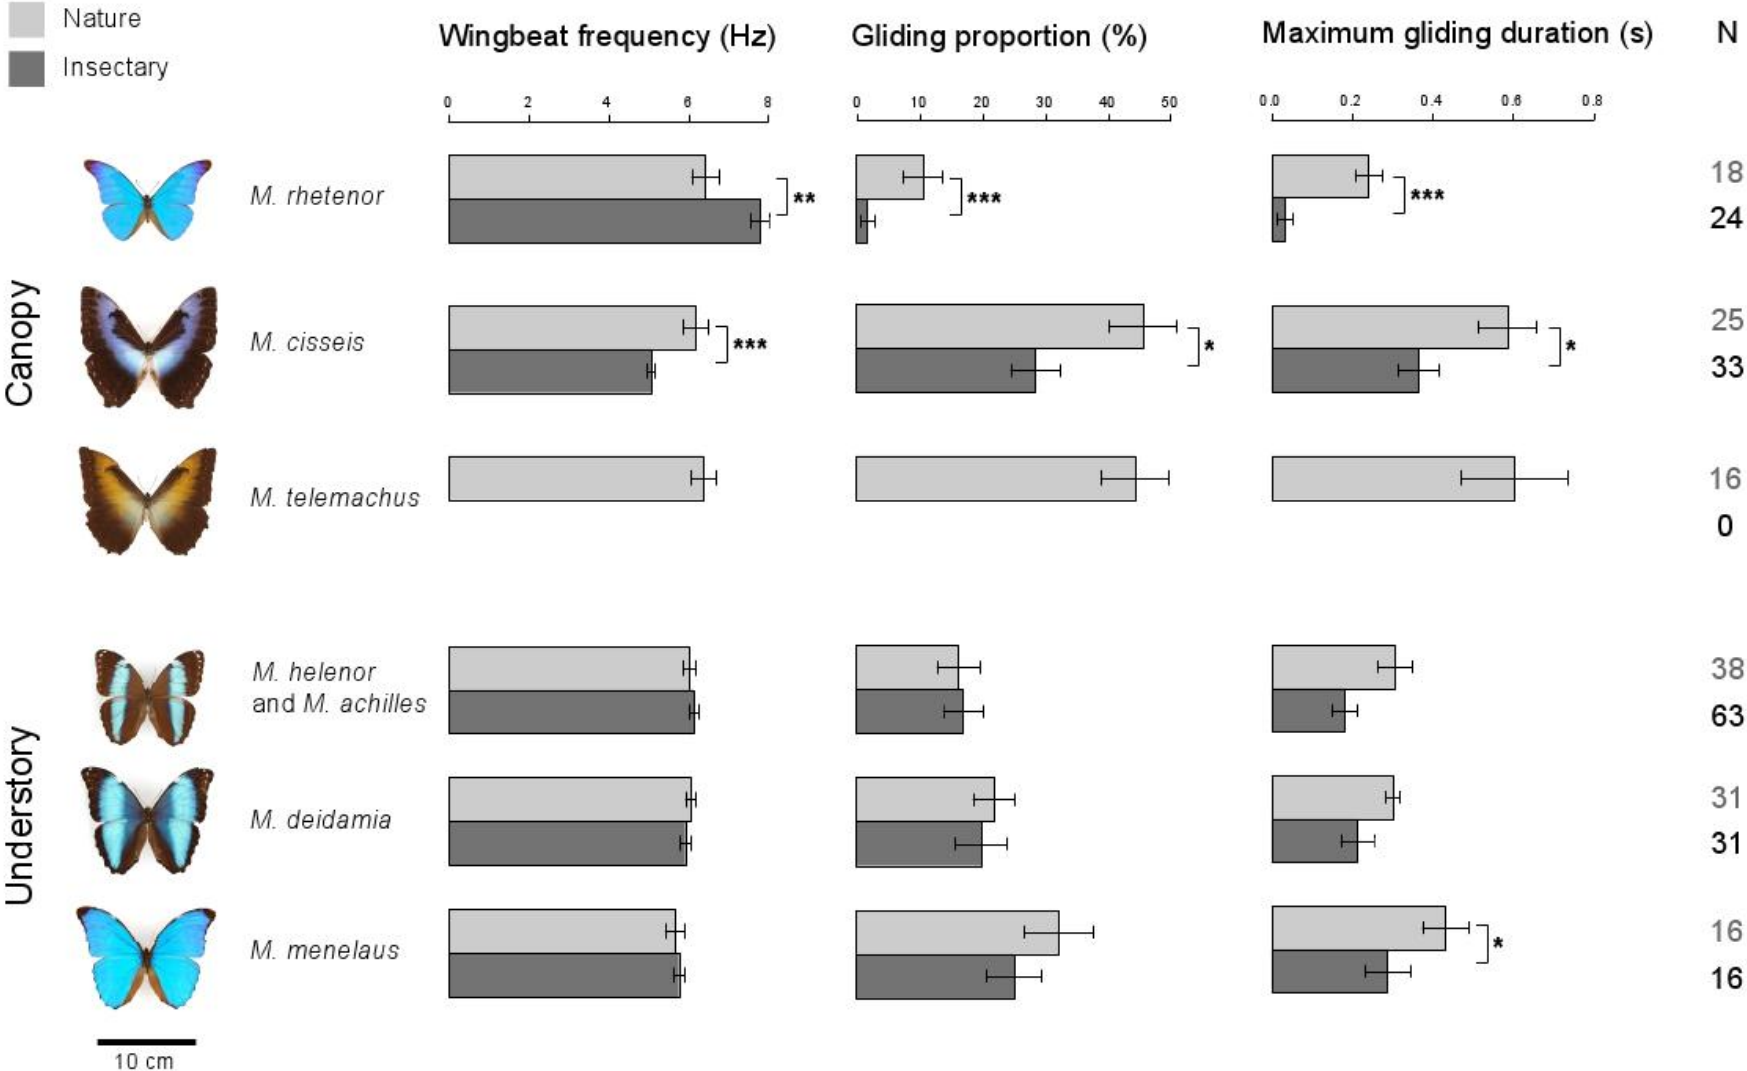 Nature
Insectary
Wingbeat frequency (Hz)
Gliding proportion (%)
Maximum gliding duration (s)
N
0 2 4 6 8
0 10 20 30 40 50
0.0 0.2 0.4 0.6 0.8
Canopy
M. rhetenor
**
***
***
18
24
M. cisseis
***
*
*
25
33
M. telemachus
16
0
Understory
M. helenor
and M. achilles
38
63
M. deidamia
31
31
M. menelaus
*
16
16
10 cm